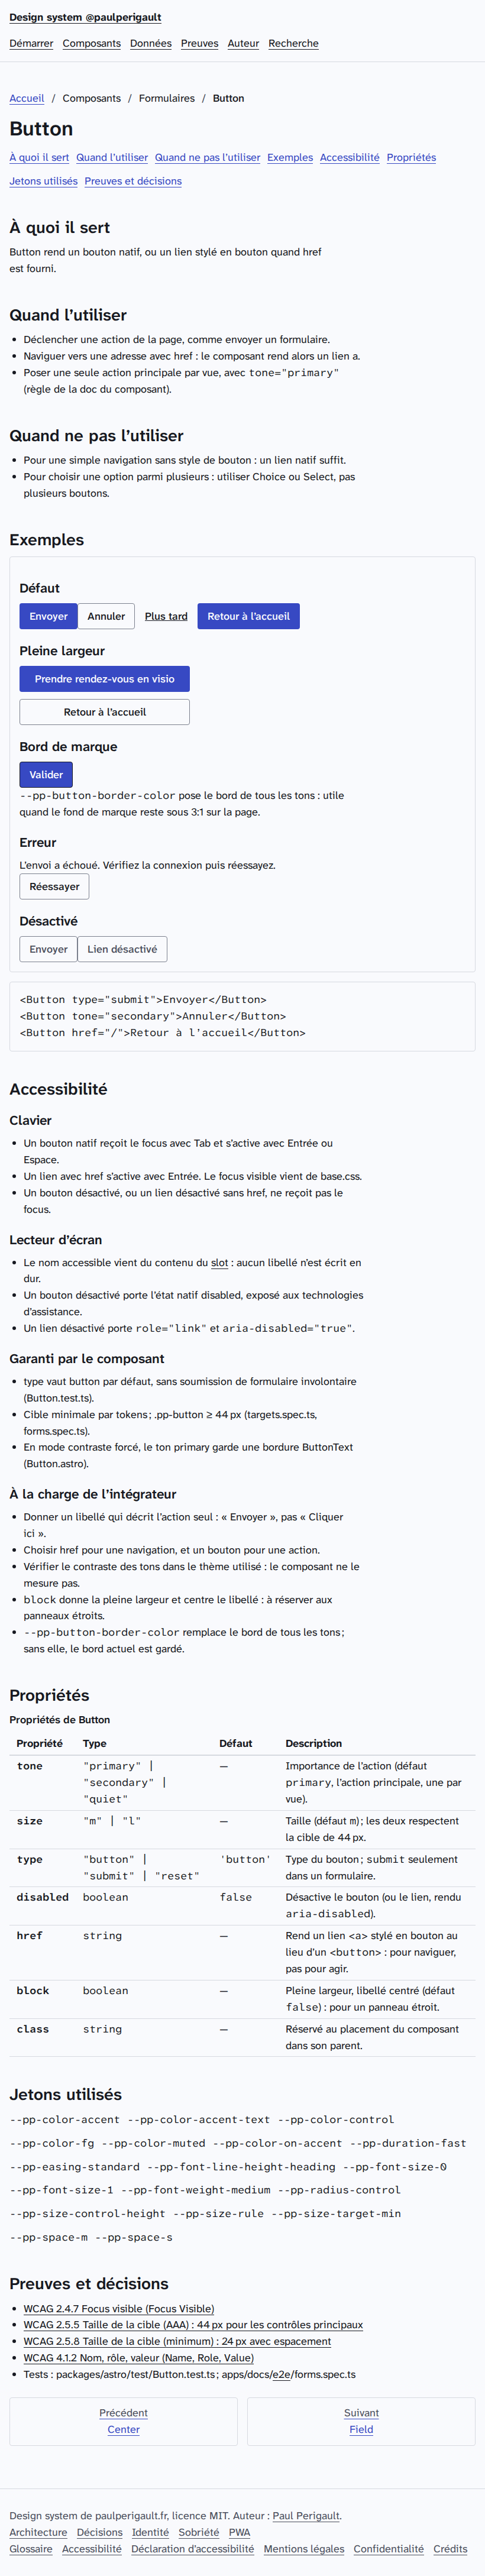 Design system @paulperigault
Démarrer Composants Données Preuves Auteur Recherche
Accueil / Composants / Formulaires / Button
Button
À quoi il sert Quand l’utiliser Quand ne pas l’utiliser Exemples Accessibilité Propriétés
Jetons utilisés Preuves et décisions
À quoi il sert
Button rend un bouton natif, ou un lien stylé en bouton quand href
est fourni.
Quand l’utiliser
• Déclencher une action de la page, comme envoyer un formulaire.
• Naviguer vers une adresse avec href : le composant rend alors un lien a.
• Poser une seule action principale par vue, avec tone="primary"
(règle de la doc du composant).
Quand ne pas l’utiliser
• Pour une simple navigation sans style de bouton : un lien natif suffit.
• Pour choisir une option parmi plusieurs : utiliser Choice ou Select, pas
plusieurs boutons.
Exemples
Défaut
Envoyer Annuler Plus tard Retour à l’accueil
Pleine largeur
Prendre rendez-vous en visio
Retour à l’accueil
Bord de marque
Valider
--pp-button-border-color pose le bord de tous les tons : utile
quand le fond de marque reste sous 3:1 sur la page.
Erreur
L’envoi a échoué. Vérifiez la connexion puis réessayez.
Réessayer
Désactivé
Envoyer Lien désactivé
<Button type="submit">Envoyer</Button>
<Button tone="secondary">Annuler</Button>
<Button href="/">Retour à l'accueil</Button>
Accessibilité
Clavier
• Un bouton natif reçoit le focus avec Tab et s’active avec Entrée ou
Espace.
• Un lien avec href s’active avec Entrée. Le focus visible vient de base.css.
• Un bouton désactivé, ou un lien désactivé sans href, ne reçoit pas le
focus.
Lecteur d’écran
• Le nom accessible vient du contenu du slot : aucun libellé n’est écrit en
dur.
• Un bouton désactivé porte l’état natif disabled, exposé aux technologies
d’assistance.
• Un lien désactivé porte role="link" et aria-disabled="true".
Garanti par le composant
• type vaut button par défaut, sans soumission de formulaire involontaire
(Button.test.ts).
• Cible minimale par tokens ; .pp-button ≥ 44 px (targets.spec.ts,
forms.spec.ts).
• En mode contraste forcé, le ton primary garde une bordure ButtonText
(Button.astro).
À la charge de l’intégrateur
• Donner un libellé qui décrit l’action seul : « Envoyer », pas « Cliquer
ici ».
• Choisir href pour une navigation, et un bouton pour une action.
• Vérifier le contraste des tons dans le thème utilisé : le composant ne le
mesure pas.
• block donne la pleine largeur et centre le libellé : à réserver aux
panneaux étroits.
• --pp-button-border-color remplace le bord de tous les tons ;
sans elle, le bord actuel est gardé.
Propriétés
Propriétés de Button
Propriété Type Défaut Description
tone "primary" | — Importance de l’action (défaut
"secondary" | primary, l’action principale, une par
"quiet" vue).
size "m" | "l" — Taille (défaut m) ; les deux respectent
la cible de 44 px.
type "button" | 'button' Type du bouton ; submit seulement
"submit" | "reset" dans un formulaire.
disabled boolean false Désactive le bouton (ou le lien, rendu
aria-disabled).
href string — Rend un lien <a> stylé en bouton au
lieu d’un <button> : pour naviguer,
pas pour agir.
block boolean — Pleine largeur, libellé centré (défaut
false) : pour un panneau étroit.
class string — Réservé au placement du composant
dans son parent.
Jetons utilisés
--pp-color-accent --pp-color-accent-text --pp-color-control
--pp-color-fg --pp-color-muted --pp-color-on-accent --pp-duration-fast
--pp-easing-standard --pp-font-line-height-heading --pp-font-size-0
--pp-font-size-1 --pp-font-weight-medium --pp-radius-control
--pp-size-control-height --pp-size-rule --pp-size-target-min
--pp-space-m --pp-space-s
Preuves et décisions
• WCAG 2.4.7 Focus visible (Focus Visible)
• WCAG 2.5.5 Taille de la cible (AAA) : 44 px pour les contrôles principaux
• WCAG 2.5.8 Taille de la cible (minimum) : 24 px avec espacement
• WCAG 4.1.2 Nom, rôle, valeur (Name, Role, Value)
• Tests : packages/astro/test/Button.test.ts ; apps/docs/e2e/forms.spec.ts
Précédent Suivant
Center Field
Design system de paulperigault.fr, licence MIT. Auteur : Paul Perigault.
Architecture Décisions Identité Sobriété PWA
Glossaire Accessibilité Déclaration d’accessibilité Mentions légales Confidentialité Crédits